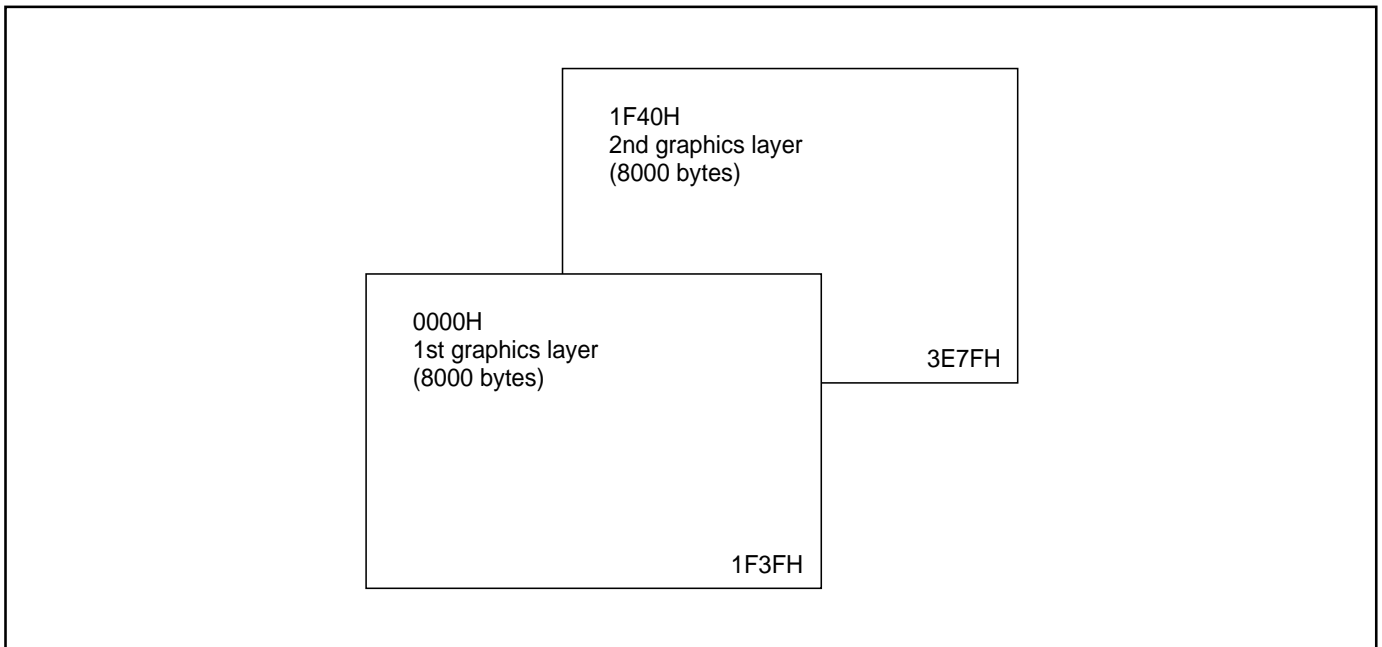 1F40H
2nd graphics layer
(8000 bytes)
3E7FH
0000H
1st graphics layer
(8000 bytes)
1F3FH